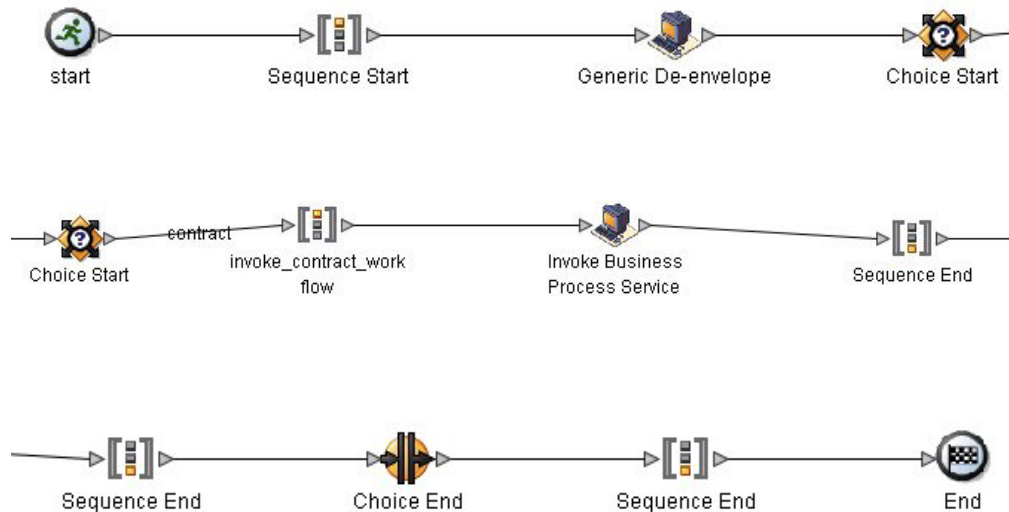 start
Sequence Start
Generic De-envelope
Choice Start
contract
Choice Start
invoke_contract_work
flow
Invoke Business
Process Service
Sequence End
Sequence End
Choice End
Sequence End
End